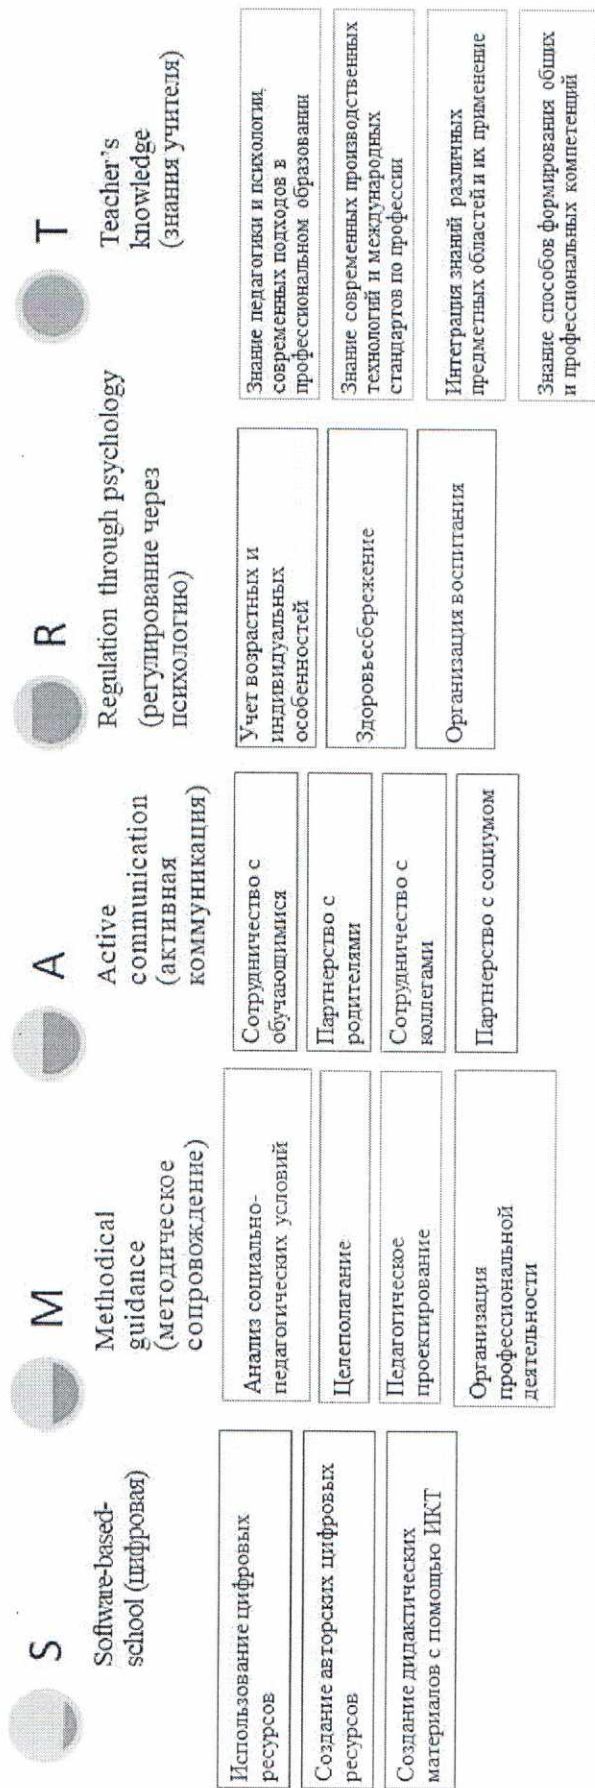 S
Software-based-
school (цифровая)
Использование цифровых
ресурсов
Создание авторских цифровых
ресурсов
Создание дидактических
материалов с помощью ИКТ
M
Methodical
guidance
(методическое
сопровождение)
Анализ социально-
педагогических условий
Целеполагание
Педагогическое
проектирование
Организация
профессиональной
деятельности
A
Active
communication
(активная
коммуникация)
Сотрудничество с
обучающимися
Партнерство с
родителями
Сотрудничество с
коллегами
Партнерство с социумом
R
Regulation through psychology
(регулирование через
психологию)
Учет возрастных и
индивидуальных
особенностей
Здоровьесбережение
Организация воспитания
T
Teacher's
knowledge
(знания учителя)
Знание педагогики и психологии,
современных подходов в
профессиональном образовании
Знание современных производственных
технологий и международных
стандартов по профессии
Интеграция знаний различных
предметных областей и их применение
Знание способов формирования общих
и профессиональных компетенций